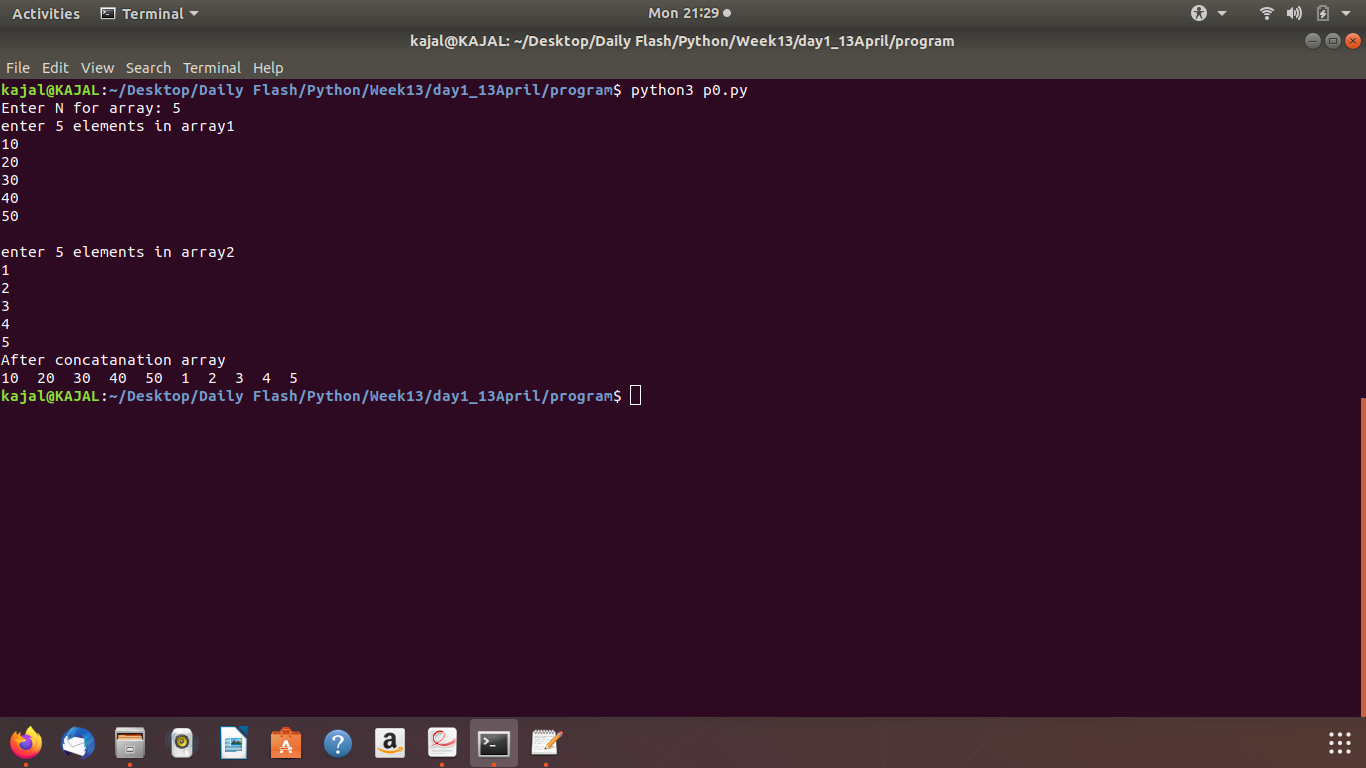 Activities Terminal Mon 21:29
kajal@KAJAL: ~/Desktop/Daily Flash/Python/Week13/day1_13April/program
File Edit View Search Terminal Help
kajal@KAJAL:~/Desktop/Daily Flash/Python/Week13/day1_13April/program$ python3 p0.py
Enter N for array: 5
enter 5 elements in array1
10
20
30
40
50
enter 5 elements in array2
1
2
3
4
5
After concatanation array
10 20 30 40 50 1 2 3 4 5
kajal@KAJAL:~/Desktop/Daily Flash/Python/Week13/day1_13April/program$